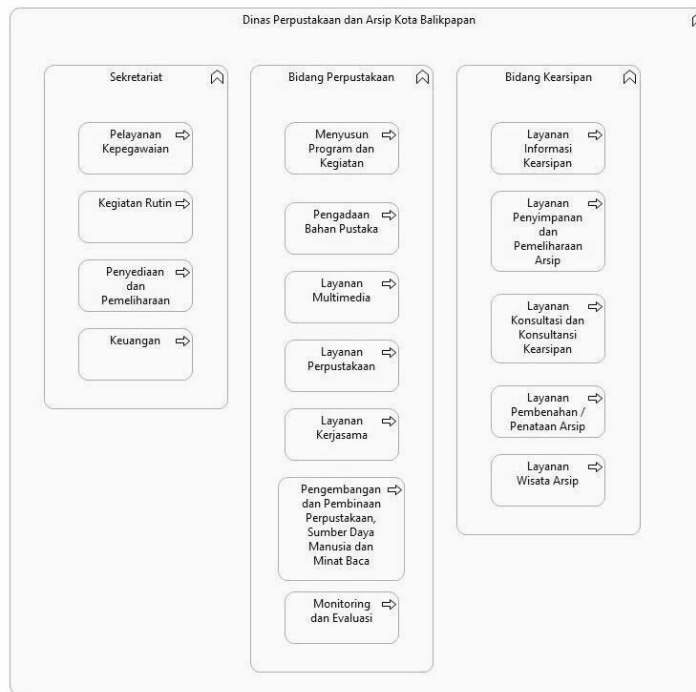 Dinas Perpustakaan dan Arsip Kota Balikpapan
Sekretariat
Pelayanan
Kepegawaian
Kegiatan Rutin
Penyediaan
dan
Pemeliharaan
Keuangan
Bidang Perpustakaan
Menyusun
Program dan
Kegiatan
Pengadaan
Bahan Pustaka
Layanan
Multimedia
Layanan
Perpustakaan
Layanan
Kerjasama
Pengembangan
dan Pembinaan
Perpustakaan,
Sumber Daya
Manusia dan
Minat Baca
Monitoring
dan Evaluasi
Bidang Kearsipan
Layanan
Informasi
Kearsipan
Layanan
Penyimpanan
dan
Pemeliharaan
Arsip
Layanan
Konsultasi dan
Konsultansi
Kearsipan
Layanan
Pembenahan /
Penataan Arsip
Layanan
Wisata Arsip